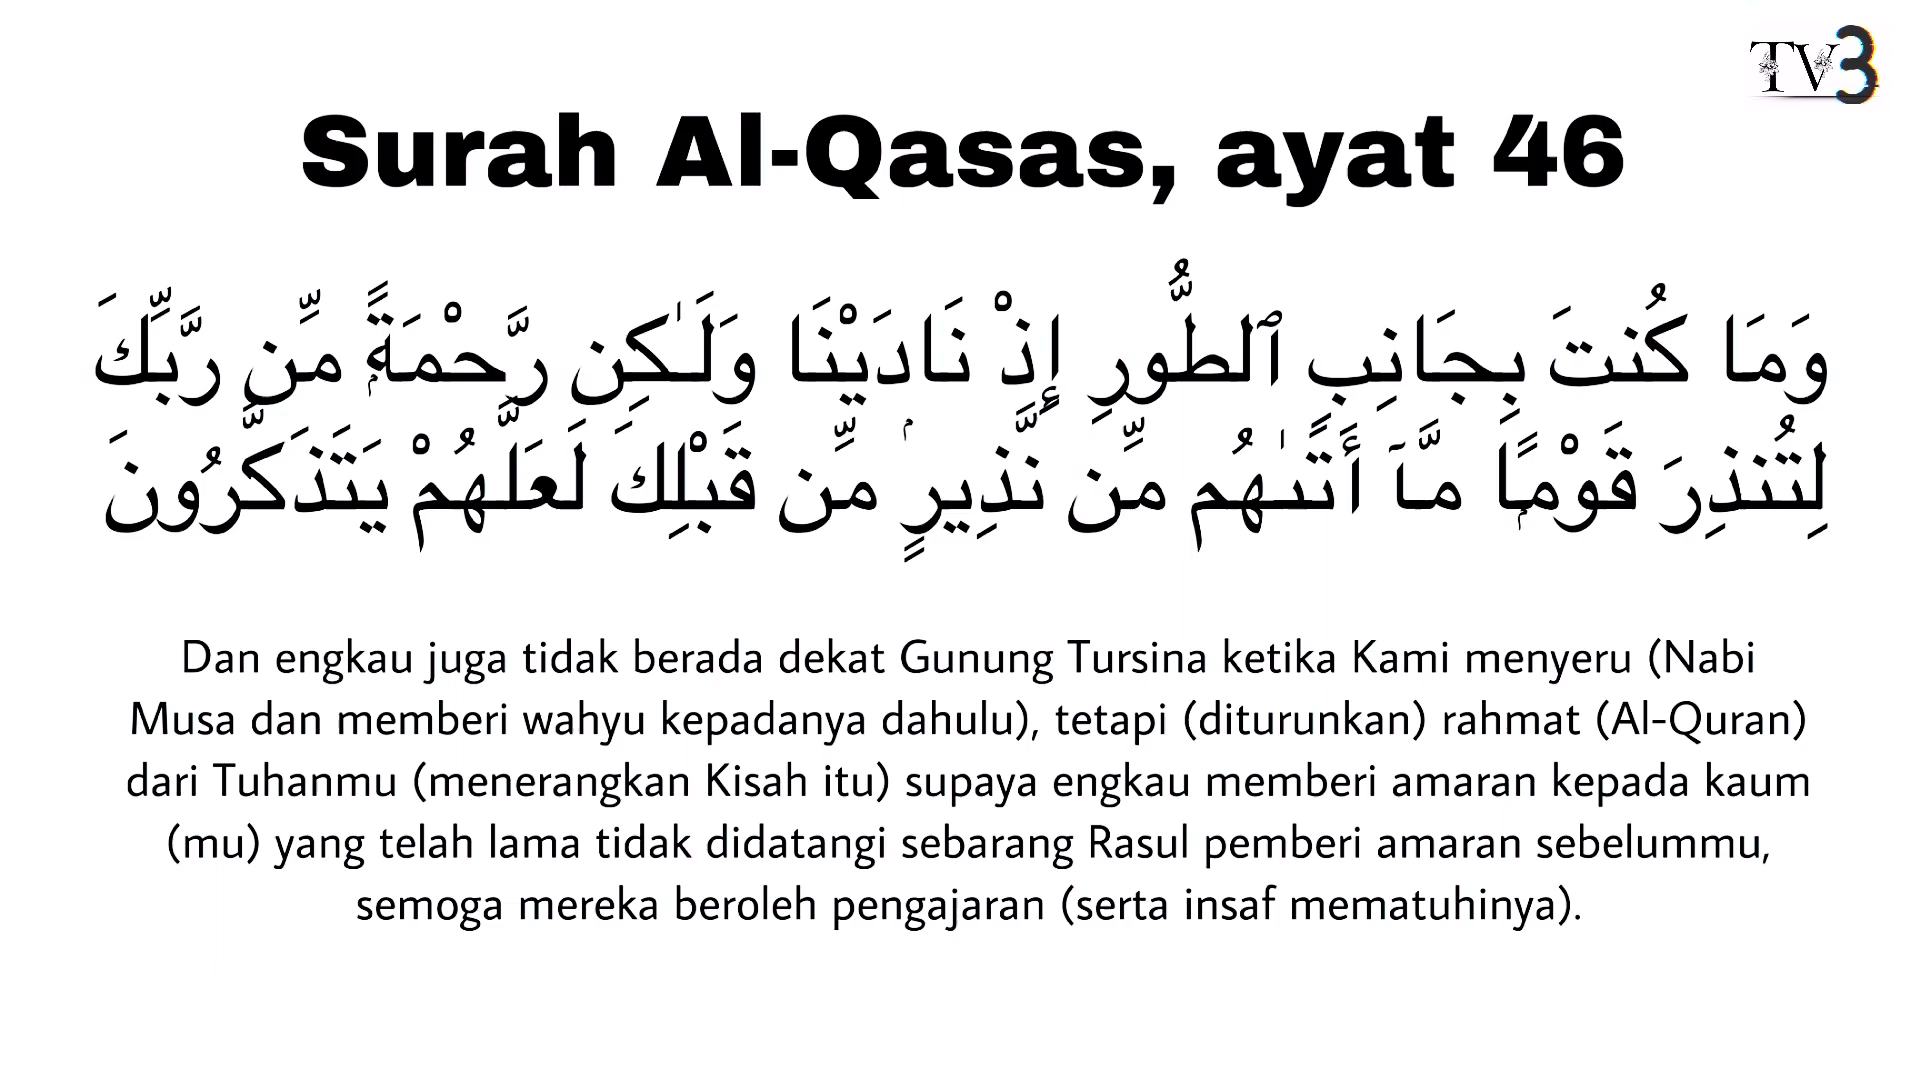 TV3
Surah Al-Qasas, ayat 46
وَمَا كُنتَ بِجَانِبِ ٱلطُّورِ إِذْ نَادَيْنَا وَلَـٰكِن رَّحْمَةًۭ مِّن رَّبِّكَ
لِتُنذِرَ قَوْمًۭا مَّآ أَتَىٰهُم مِّن نَّذِيرٍۢ مِّن قَبْلِكَ لَعَلَّهُمْ يَتَذَكَّرُونَ
Dan engkau juga tidak berada dekat Gunung Tursina ketika Kami menyeru (Nabi
Musa dan memberi wahyu kepadanya dahulu), tetapi (diturunkan) rahmat (Al-Quran)
dari Tuhanmu (menerangkan Kisah itu) supaya engkau memberi amaran kepada kaum
(mu) yang telah lama tidak didatangi sebarang Rasul pemberi amaran sebelummu,
semoga mereka beroleh pengajaran (serta insaf mematuhinya).